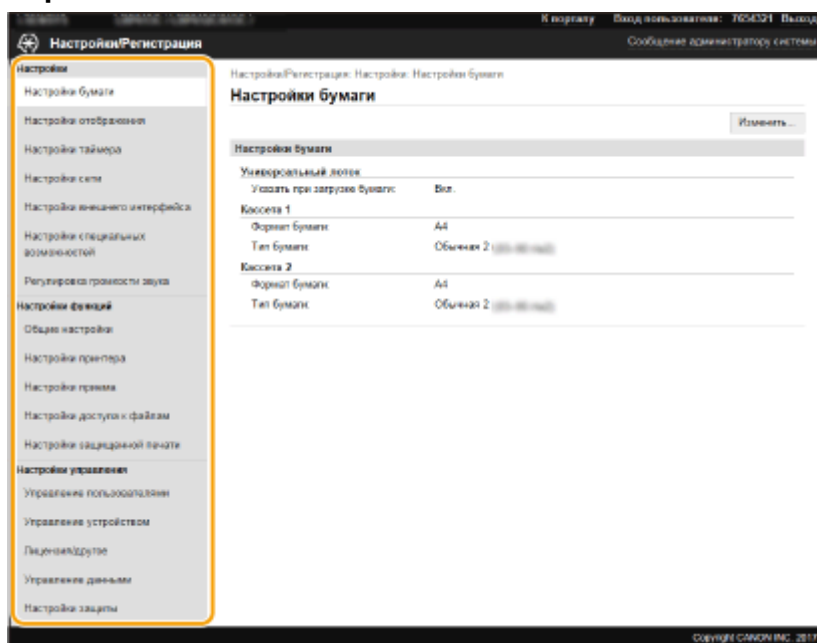 К порталу Вход пользователя: 7654321 Выход
Настройки/Регистрация
Сообщение администратору системы
Настройки
Настройки бумаги
Настройки отображения
Настройки таймера
Настройки сети
Настройки внешнего интерфейса
Настройки специальных
возможностей
Регулировка громкости звука
Настройки функций
Общие настройки
Настройки принтера
Настройки приема
Настройки доступа к файлам
Настройки защищенной печати
Настройки управления
Управление пользователями
Управление устройством
Лицензия/другое
Управление данными
Настройки защиты
Настройки/Регистрация: Настройки: Настройки бумаги
Настройки бумаги
Изменить...
Настройки бумаги
Универсальный лоток
Указать при загрузке бумаги: Вкл.
Кассета 1
Формат бумаги: A4
Тип бумаги: Обычная 2
Кассета 2
Формат бумаги: A4
Тип бумаги: Обычная 2
Copyright CANON INC. 2017